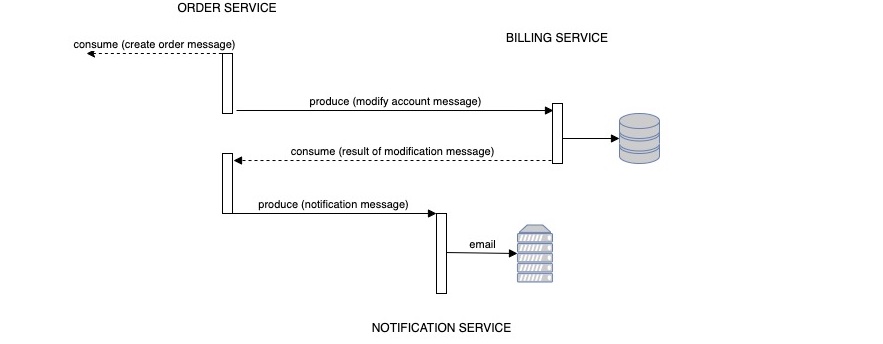 ORDER SERVICE
BILLING SERVICE
consume (create order message)
produce (modify account message)
consume (result of modification message)
produce (notification message)
email
NOTIFICATION SERVICE